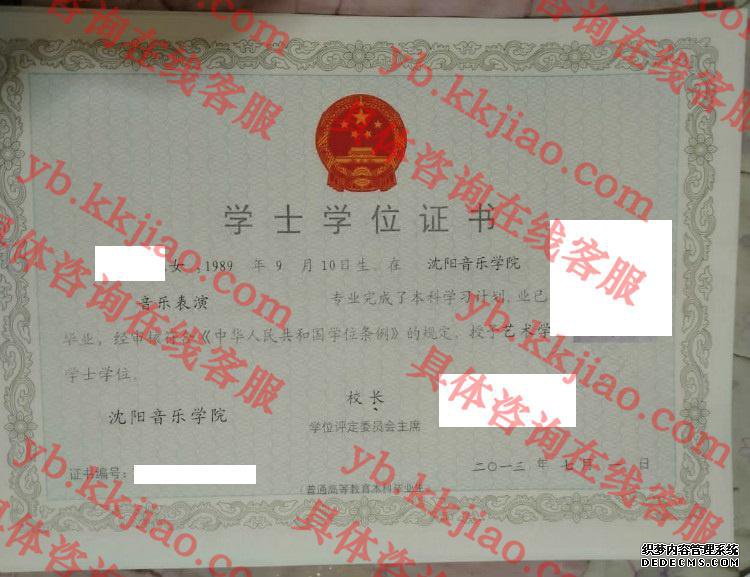 学士学位证书
女,1989 年 9 月 10日生。在 沈阳音乐学院
音乐表演 专业完成了本科学习计划,业已
毕业,经审核符合《中华人民共和国学位条例》的规定,授予艺术学
学士学位。
沈阳音乐学院
校长
学位评定委员会主席
证书编号:
二〇一三 年 七 月 一 日
(普通高等教育本科毕业生
具体咨询在线客服
yb.kkjiao.com
织梦内容管理系统
DEDECMS.COM